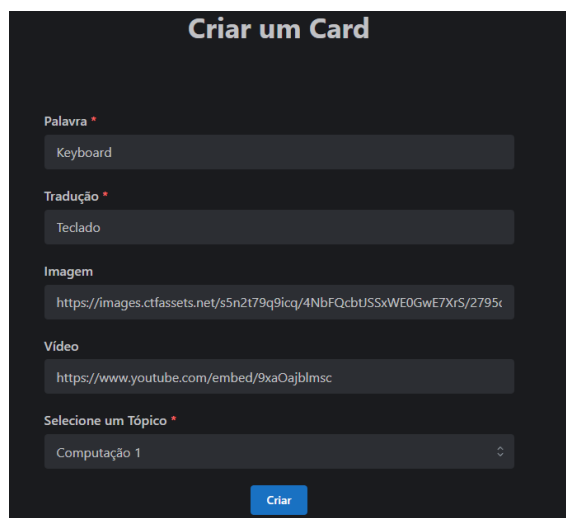 Criar um Card
Palavra *
Keyboard
Tradução *
Teclado
Imagem
https://images.ctfassets.net/s5n2t79q9icq/4NbFQcbtJSSxWE0GwE7XrS/2795c
Vídeo
https://www.youtube.com/embed/9xaOajblmsc
Selecione um Tópico *
Computação 1
Criar